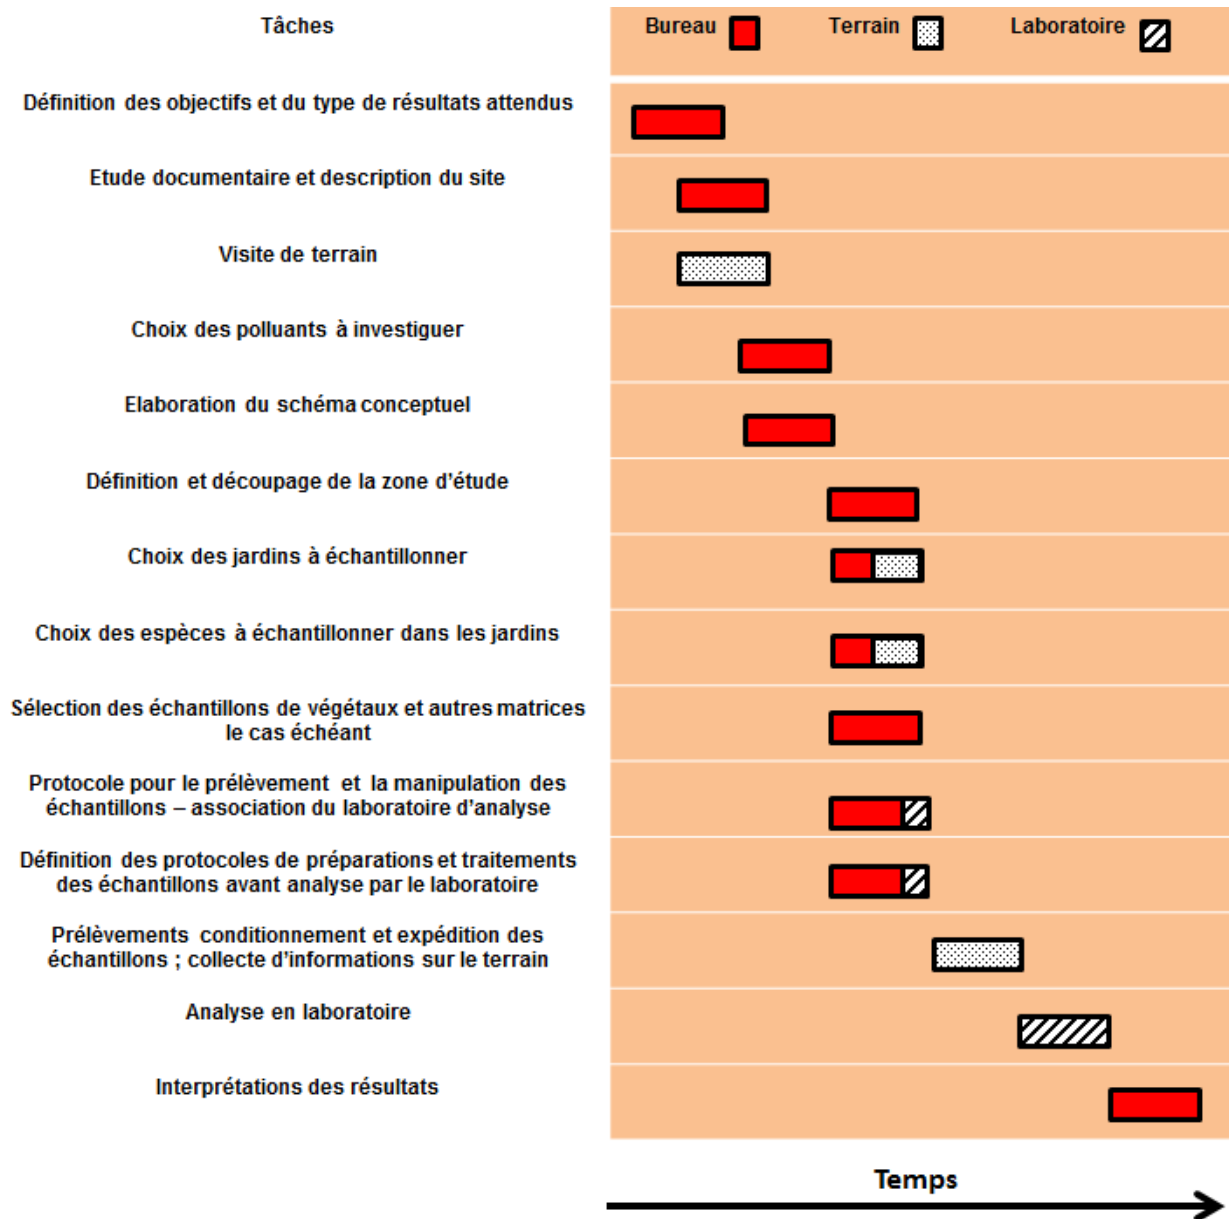 Tâches
Bureau Terrain Laboratoire
Définition des objectifs et du type de résultats attendus
Etude documentaire et description du site
Visite de terrain
Choix des polluants à investiguer
Elaboration du schéma conceptuel
Définition et découpage de la zone d'étude
Choix des jardins à échantillonner
Choix des espèces à échantillonner dans les jardins
Sélection des échantillons de végétaux et autres matrices
le cas échéant
Protocole pour le prélèvement et la manipulation des
échantillons – association du laboratoire d'analyse
Définition des protocoles de préparations et traitements
des échantillons avant analyse par le laboratoire
Prélèvements conditionnement et expédition des
échantillons ; collecte d'informations sur le terrain
Analyse en laboratoire
Interprétations des résultats
Temps